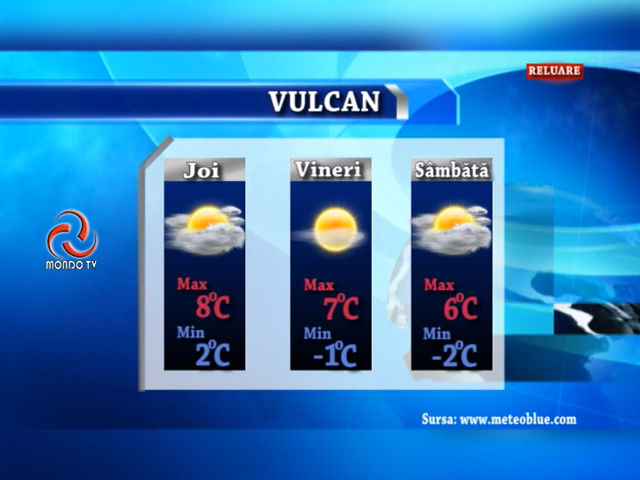 RELUARE
VULCAN
Joi
Vineri
Sâmbătă
MONDO TV
Max
8°C
Min
2°C
Max
7°C
Min
-1°C
Max
6°C
Min
-2°C
Sursa: www.meteoblue.com